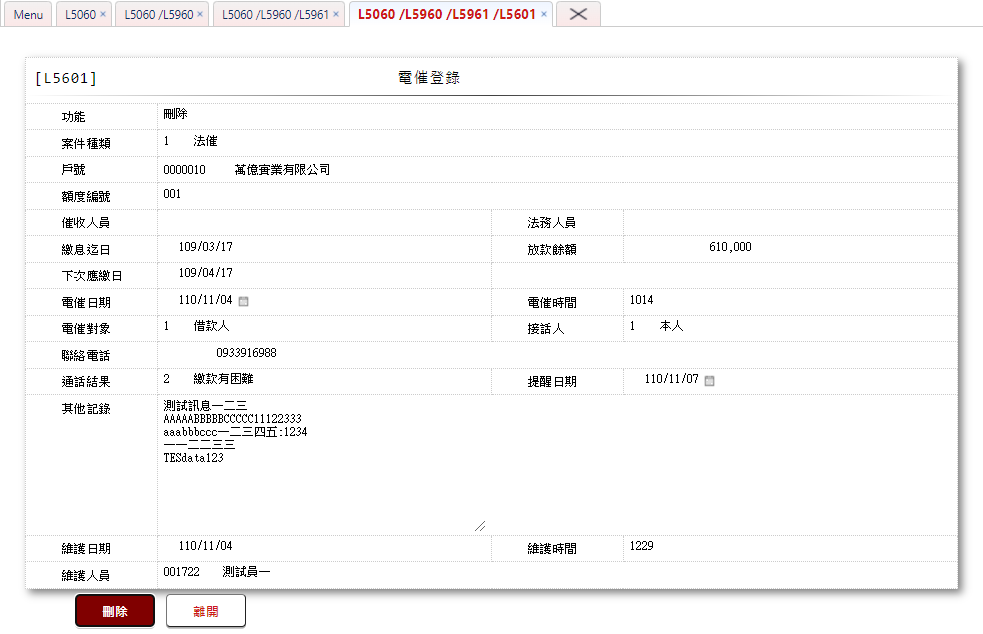 Menu L5060 × L5060 /L5960 × L5060 /L5960 /L5961 × L5060 /L5960 /L5961 /L5601 ×
[L5601] 電催登錄
功能 刪除
案件種類 1 法催
戶號 0000010 萬億實業有限公司
額度編號 001
催收人員 法務人員
繳息迄日 109/03/17 放款餘額 610,000
下次應繳日 109/04/17
電催日期 110/11/04 電催時間 1014
電催對象 1 借款人 接話人 1 本人
聯絡電話 0933916988
通話結果 2 繳款有困難 提醒日期 110/11/07
其他記錄 測試訊息一二三
AAAAABBBBBCCCCC11122333
aaabbbccc一二三四五:1234
一一二二三三
TESdata123
維護日期 110/11/04 維護時間 1229
維護人員 001722 測試員一
刪除 離開